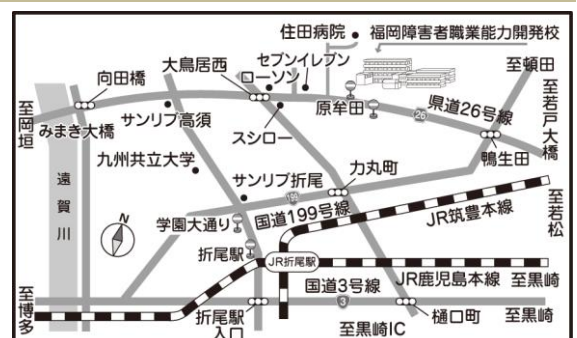 住田病院
福岡障害者職業能力開発校
セブンイレブン
大鳥居西
ローソン
至頓田
向田橋
原牟田
県道26号線
至岡垣
みまき大橋
サンリブ高須
スシロー
26
至若戸大橋
九州共立大学
力丸町
鴨生田
遠賀川
サンリブ折尾
199
N
学園大通り
国道199号線
JR筑豊本線
至若松
折尾駅
JR折尾駅
JR鹿児島本線
至黒崎
至博多
国道3号線
3
至黒崎
折尾駅入口
樋口町
至黒崎IC